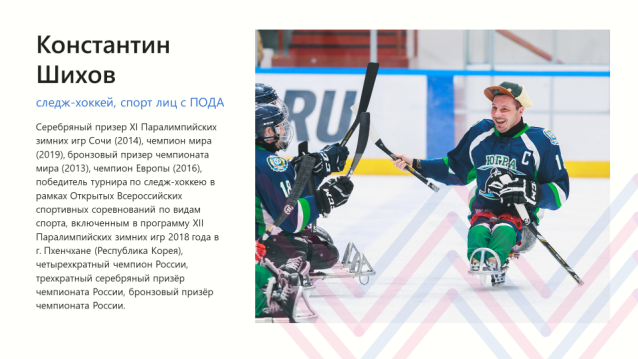 Константин
Шихов
следж-хоккей, спорт лиц с ПОДА
Серебряный призер XI Паралимпийских
зимних игр Сочи (2014), чемпион мира
(2019), бронзовый призер чемпионата
мира (2013), чемпион Европы (2016),
победитель турнира по следж-хоккею в
рамках Открытых Всероссийских
спортивных соревнований по видам
спорта, включенным в программу XII
Паралимпийских зимних игр 2018 года в
г. Пхенчхане (Республика Корея),
четырехкратный чемпион России,
трехкратный серебряный призёр
чемпионата России, бронзовый призёр
чемпионата России.
RU
ЮГРА
C